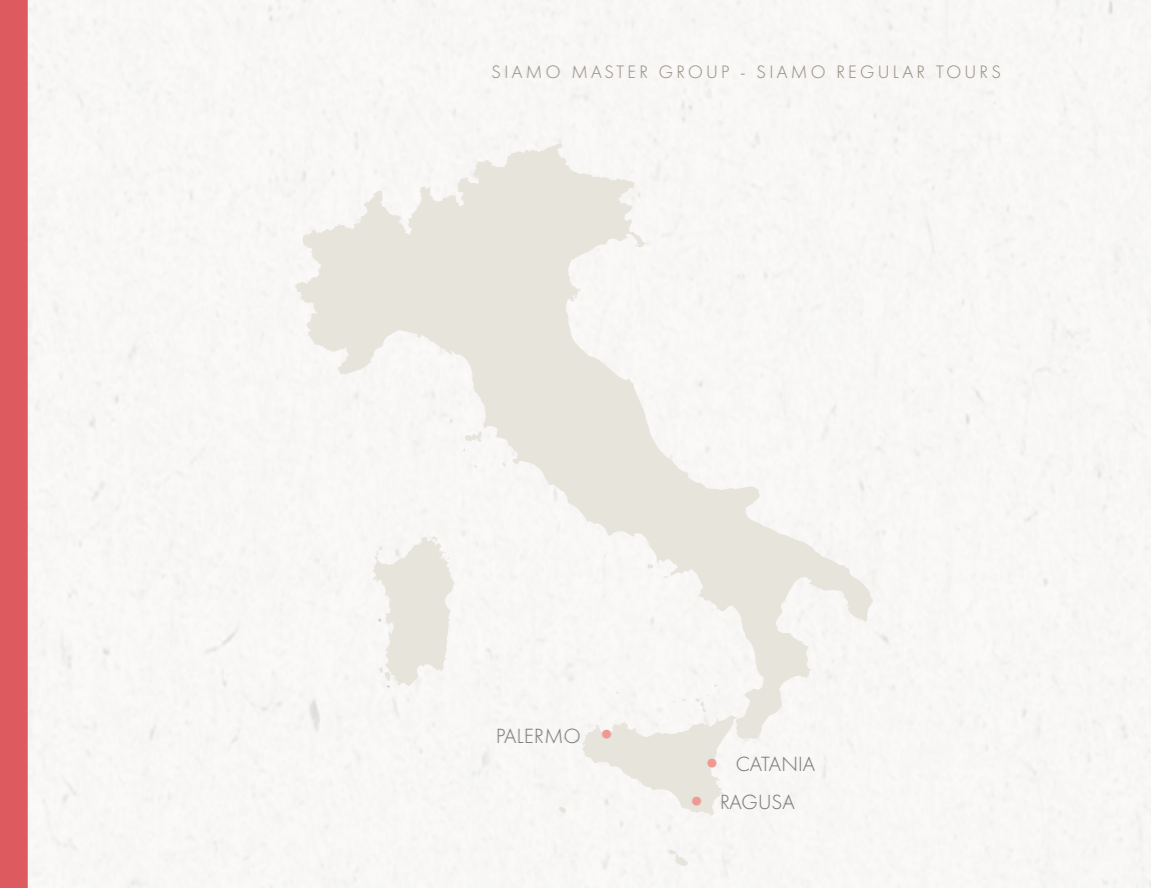 SIAMO MASTER GROUP - SIAMO REGULAR TOURS
PALERMO
CATANIA
RAGUSA